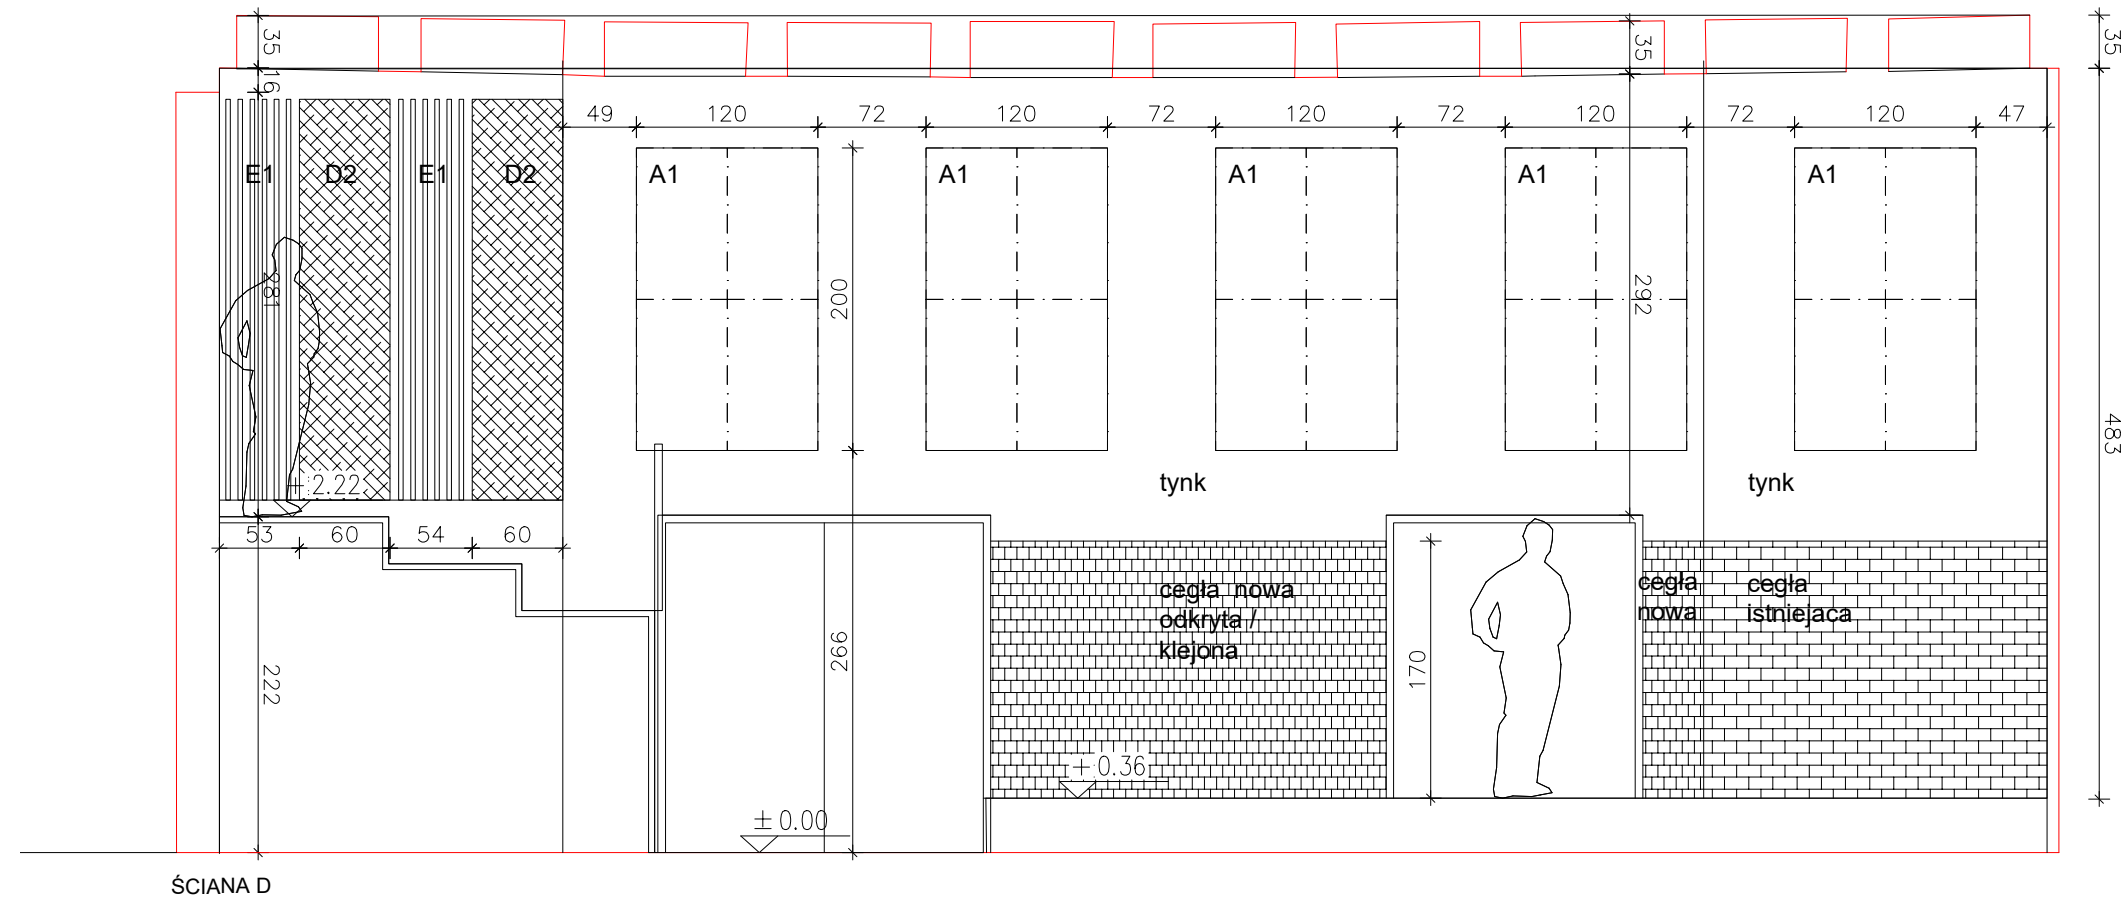 35
35
35
16
49
120
72
120
72
120
72
120
72
120
47
E1
D2
E1
D2
A1
A1
A1
A1
A1
281
200
292
483
+ 2.22
tynk
tynk
53
60
54
60
cegła nowa
odkryta /
klejona
cegła
nowa
cegła
istniejaca
222
266
170
+ 0.36
± 0.00
ŚCIANA D